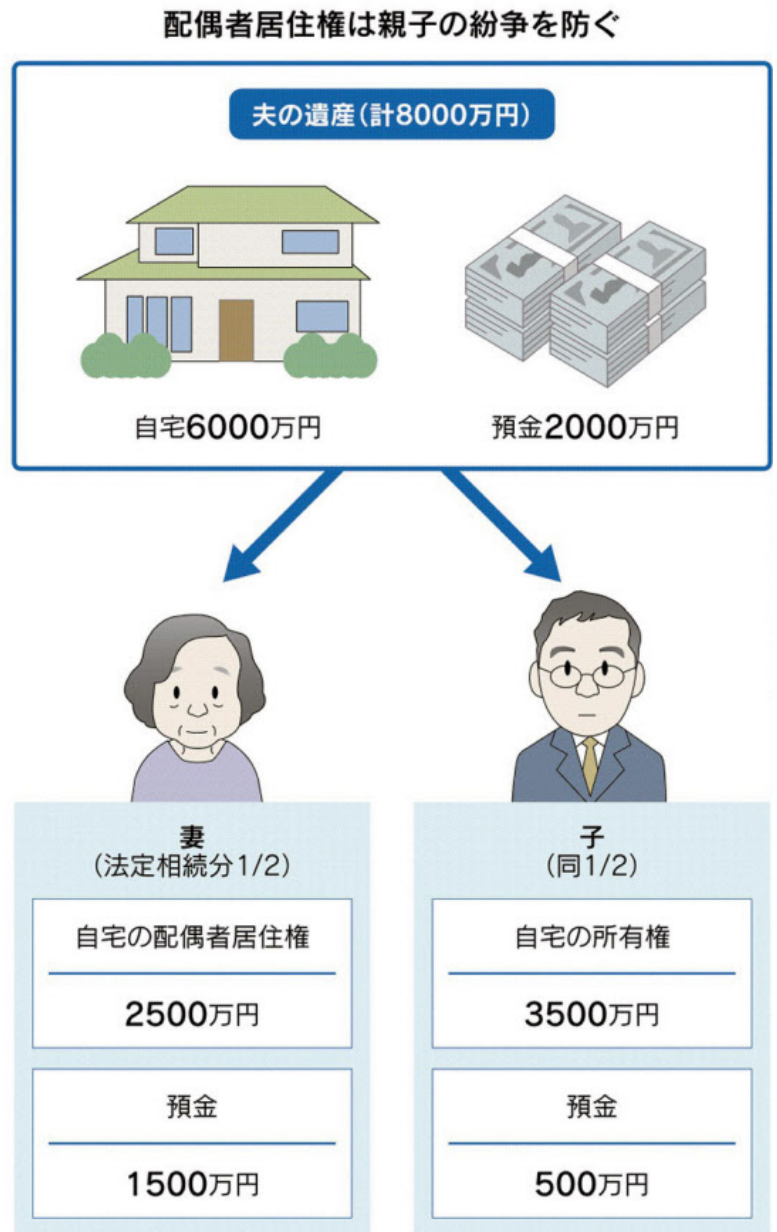 配偶者居住権は親子の紛争を防ぐ
夫の遺産(計8000万円)
自宅6000万円
預金2000万円
妻
(法定相続分1/2)
自宅の配偶者居住権
2500万円
預金
1500万円
子
(同1/2)
自宅の所有権
3500万円
預金
500万円